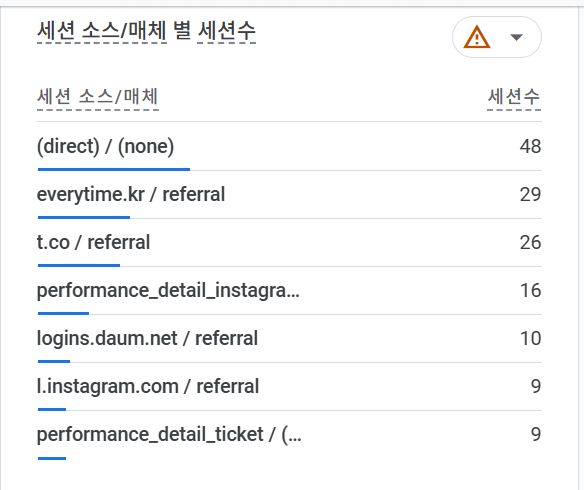 세션 소스/매체 별 세션수
세션 소스/매체 세션수
(direct) / (none) 48
everytime.kr / referral 29
t.co / referral 26
performance_detail_instagra... 16
logins.daum.net / referral 10
l.instagram.com / referral 9
performance_detail_ticket / (... 9